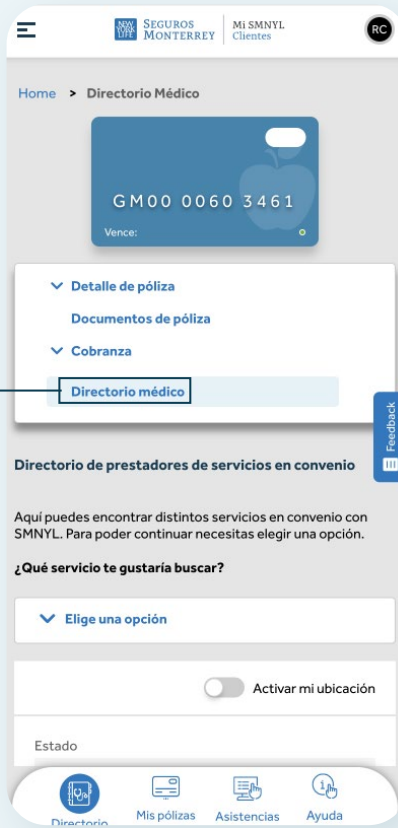 NEW YORK LIFE
SEGUROS MONTERREY
Mi SMNYL Clientes
RC
Home > Directorio Médico
GM00 0060 3461
Vence:
Detalle de póliza
Documentos de póliza
Cobranza
Directorio médico
Feedback
Directorio de prestadores de servicios en convenio
Aquí puedes encontrar distintos servicios en convenio con
SMNYL. Para poder continuar necesitas elegir una opción.
¿Qué servicio te gustaría buscar?
Elige una opción
Activar mi ubicación
Estado
Directorio
Mis pólizas
Asistencias
Ayuda